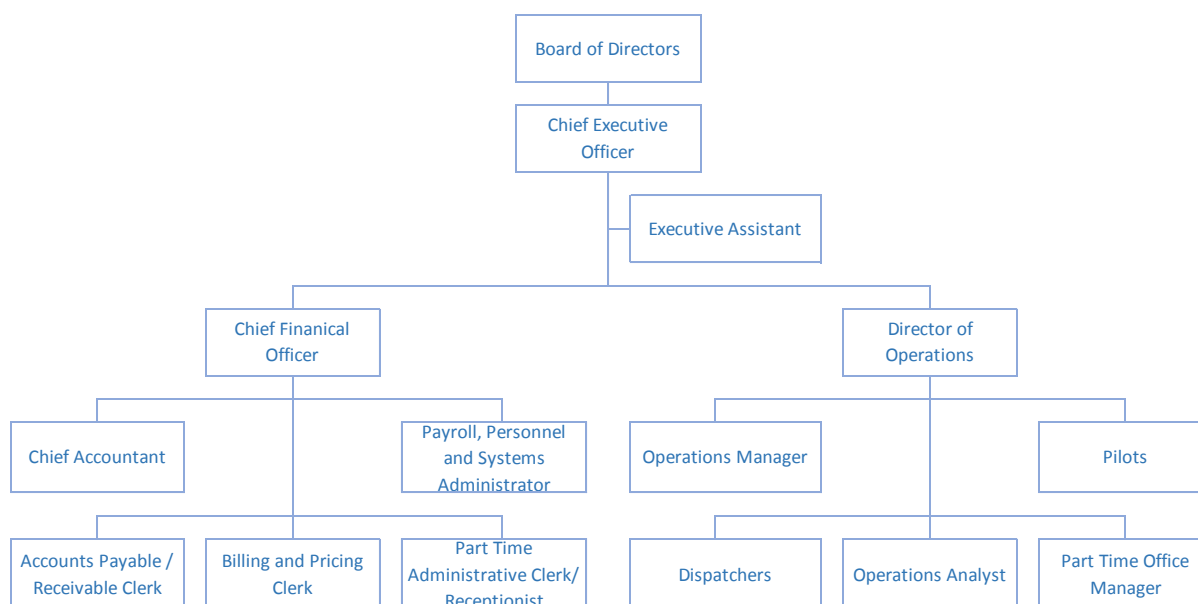 Board of Directors
Chief Executive
Officer
Executive Assistant
Chief Finanical
Officer
Director of
Operations
Chief Accountant
Payroll, Personnel
and Systems
Administrator
Operations Manager
Pilots
Accounts Payable /
Receivable Clerk
Billing and Pricing
Clerk
Part Time
Administrative Clerk/
Receptionist
Dispatchers
Operations Analyst
Part Time Office
Manager